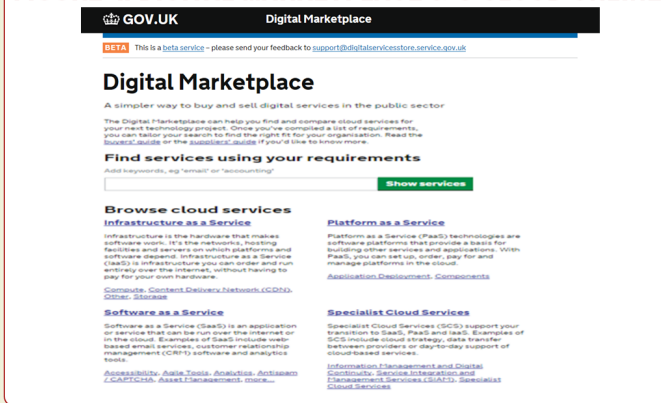 GOV.UK Digital Marketplace
BETA This is a beta service – please send your feedback to support@digitalservicesstore.service.gov.uk
Digital Marketplace
A simpler way to buy and sell digital services in the public sector
The Digital Marketplace can help you find and compare cloud services for
your next technology project. Once you've compiled a list of requirements,
you can tailor your search to find the right fit for your organisation. Read the
buyers' guide or the suppliers' guide if you'd like to know more.
Find services using your requirements
Add keywords, eg 'email' or 'accounting'
Show services
Browse cloud services
Infrastructure as a Service
Infrastructure is the hardware that makes
software work. It's the networks, hosting
facilities and servers on which platforms and
software depend. Infrastructure as a Service
(IaaS) is infrastructure you can order and run
entirely over the internet, without having to
pay for your own hardware.
Compute, Content Delivery Network (CDN),
Other, Storage
Platform as a Service
Platform as a Service (PaaS) technologies are
software platforms that provide a basis for
building other services and applications. With
PaaS, you can set up, order, pay for and
manage platforms in the cloud.
Application Deployment, Components
Software as a Service
Software as a Service (SaaS) is an application
or service that can be run over the internet or
in the cloud. Examples of SaaS include web-
based email services, customer relationship
management (CRM) software and analytics
tools.
Accessibility, Agile Tools, Analytics, Antispam
/ CAPTCHA, Asset Management, more...
Specialist Cloud Services
Specialist Cloud Services (SCS) support your
transition to SaaS, PaaS and IaaS. Examples of
SCS include cloud strategy, data transfer
between providers or day-to-day support of
cloud-based services.
Information Management and Digital
Continuity, Service Integration and
Management Services (SIAM), Specialist
Cloud Services